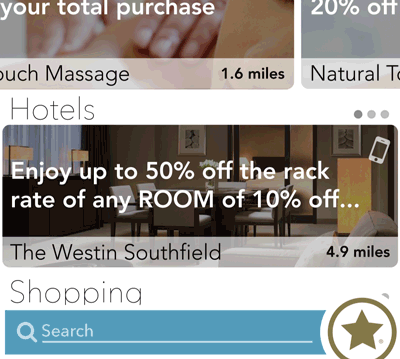 your total purchase
20% off
ouch Massage
1.6 miles
Natural To
Hotels
Enjoy up to 50% off the rack
rate of any ROOM of 10% off...
The Westin Southfield
4.9 miles
Shopping
Search